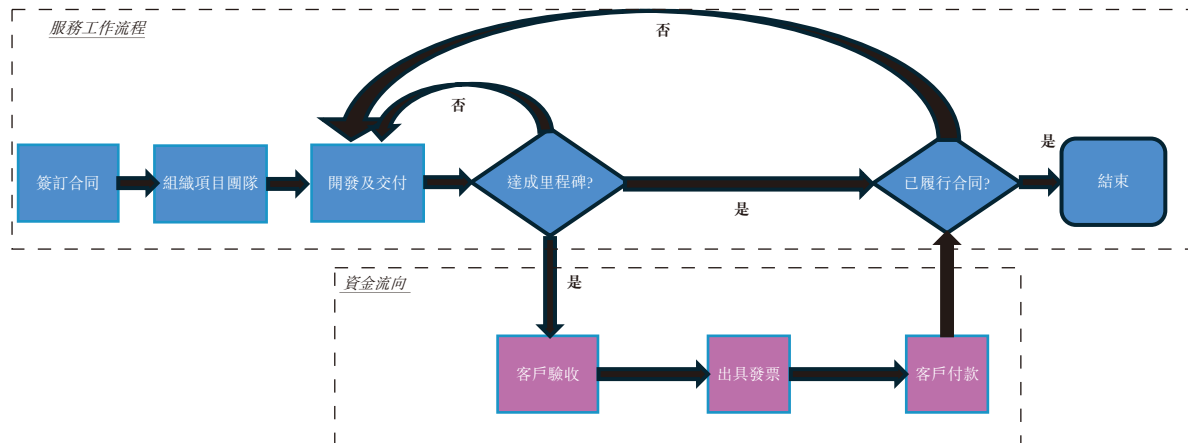 服務工作流程
否
否
是
簽訂合同
組織項目團隊
開發及交付
達成里程碑?
已履行合同?
結束
是
是
資金流向
客戶驗收
出具發票
客戶付款